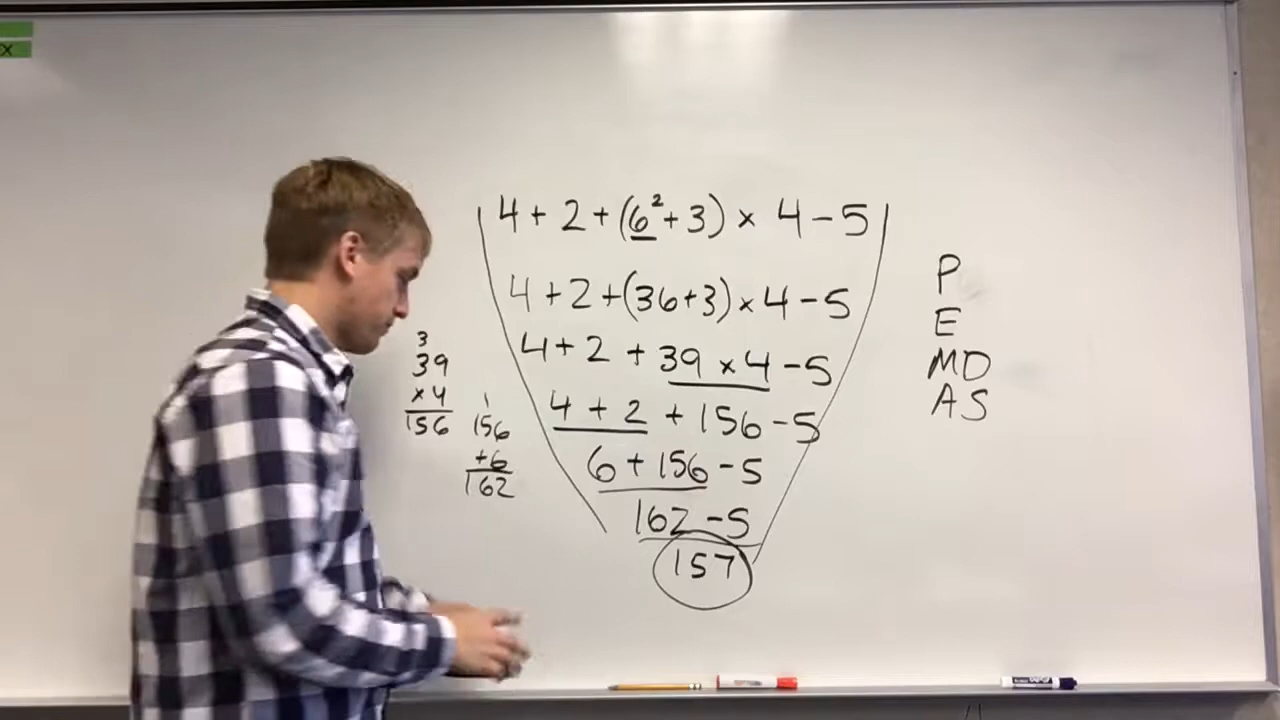 X
4 + 2 + (6² + 3) × 4 - 5
4 + 2 + (36 + 3) × 4 - 5
4 + 2 + 39 × 4 - 5
4 + 2 + 156 - 5
6 + 156 - 5
162 - 5
157
3
39
× 4
156
1
156
+ 6
162
P
E
MD
AS